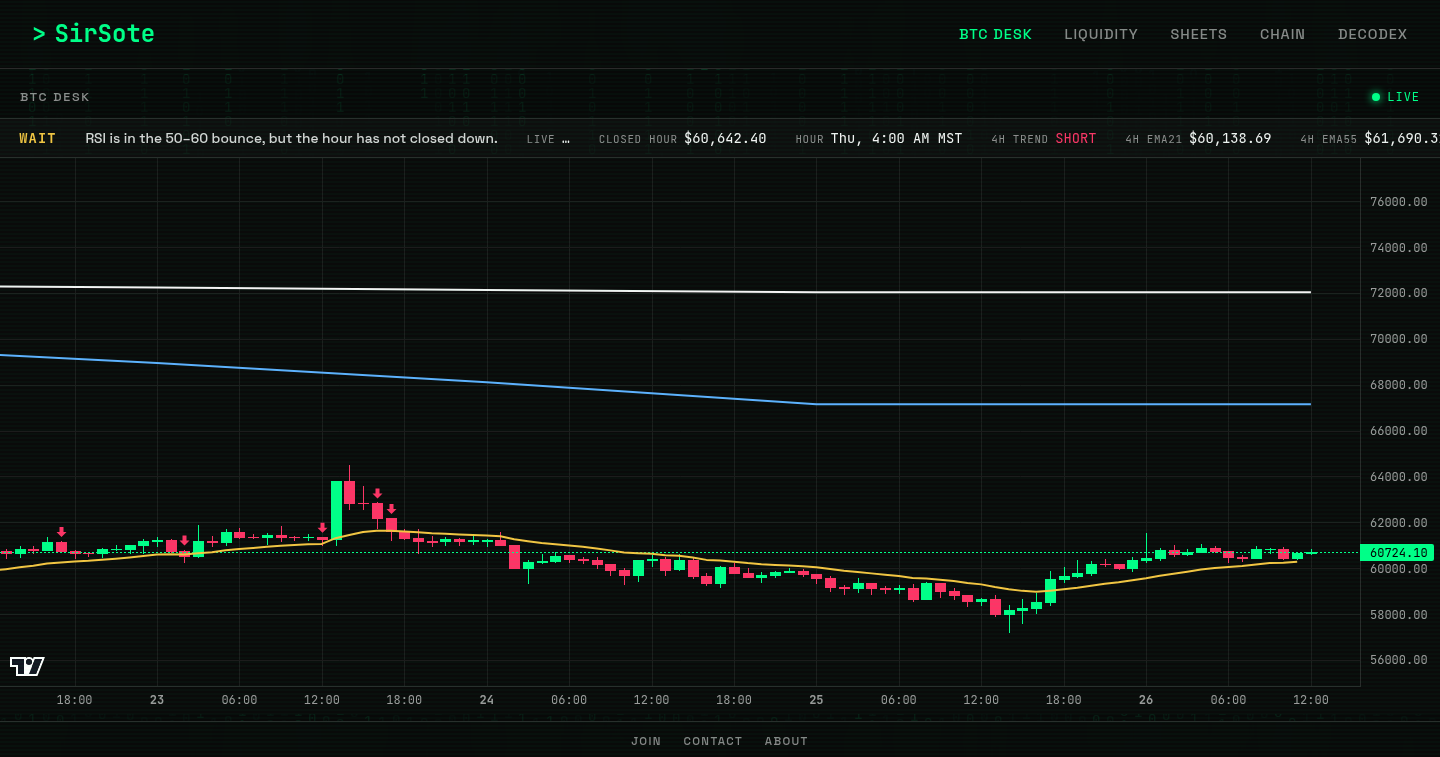 > SirSote
BTC DESK LIQUIDITY SHEETS CHAIN DECODEX
BTC DESK
LIVE
WAIT RSI is in the 50–60 bounce, but the hour has not closed down. LIVE … CLOSED HOUR $60,642.40 HOUR Thu, 4:00 AM MST 4H TREND SHORT 4H EMA21 $60,138.69 4H EMA55 $61,690.3
76000.00
74000.00
72000.00
70000.00
68000.00
66000.00
64000.00
62000.00
60724.10
60000.00
58000.00
56000.00
18:00 23 06:00 12:00 18:00 24 06:00 12:00 18:00 25 06:00 12:00 18:00 26 06:00 12:00
JOIN CONTACT ABOUT